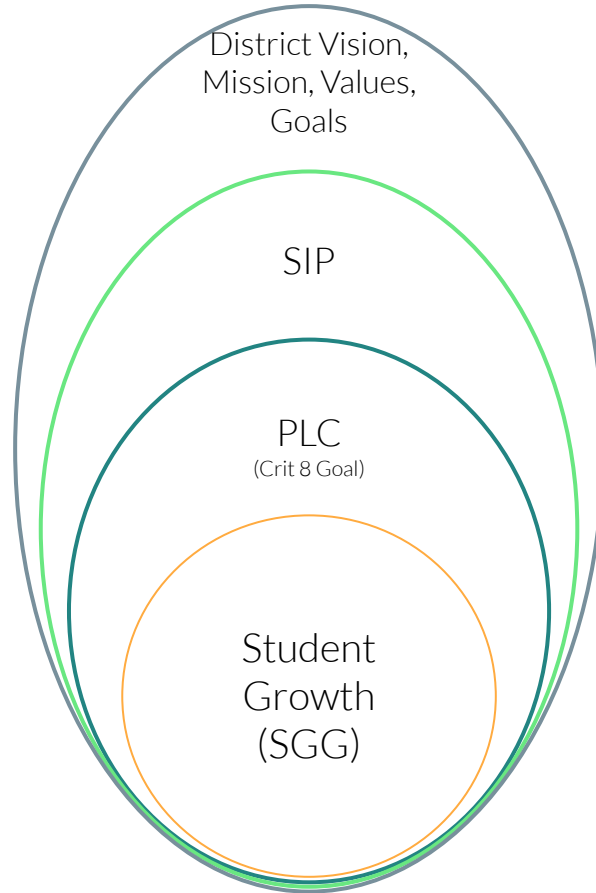 District Vision,
Mission, Values,
Goals
SIP
PLC
(Crit 8 Goal)
Student
Growth
(SGG)